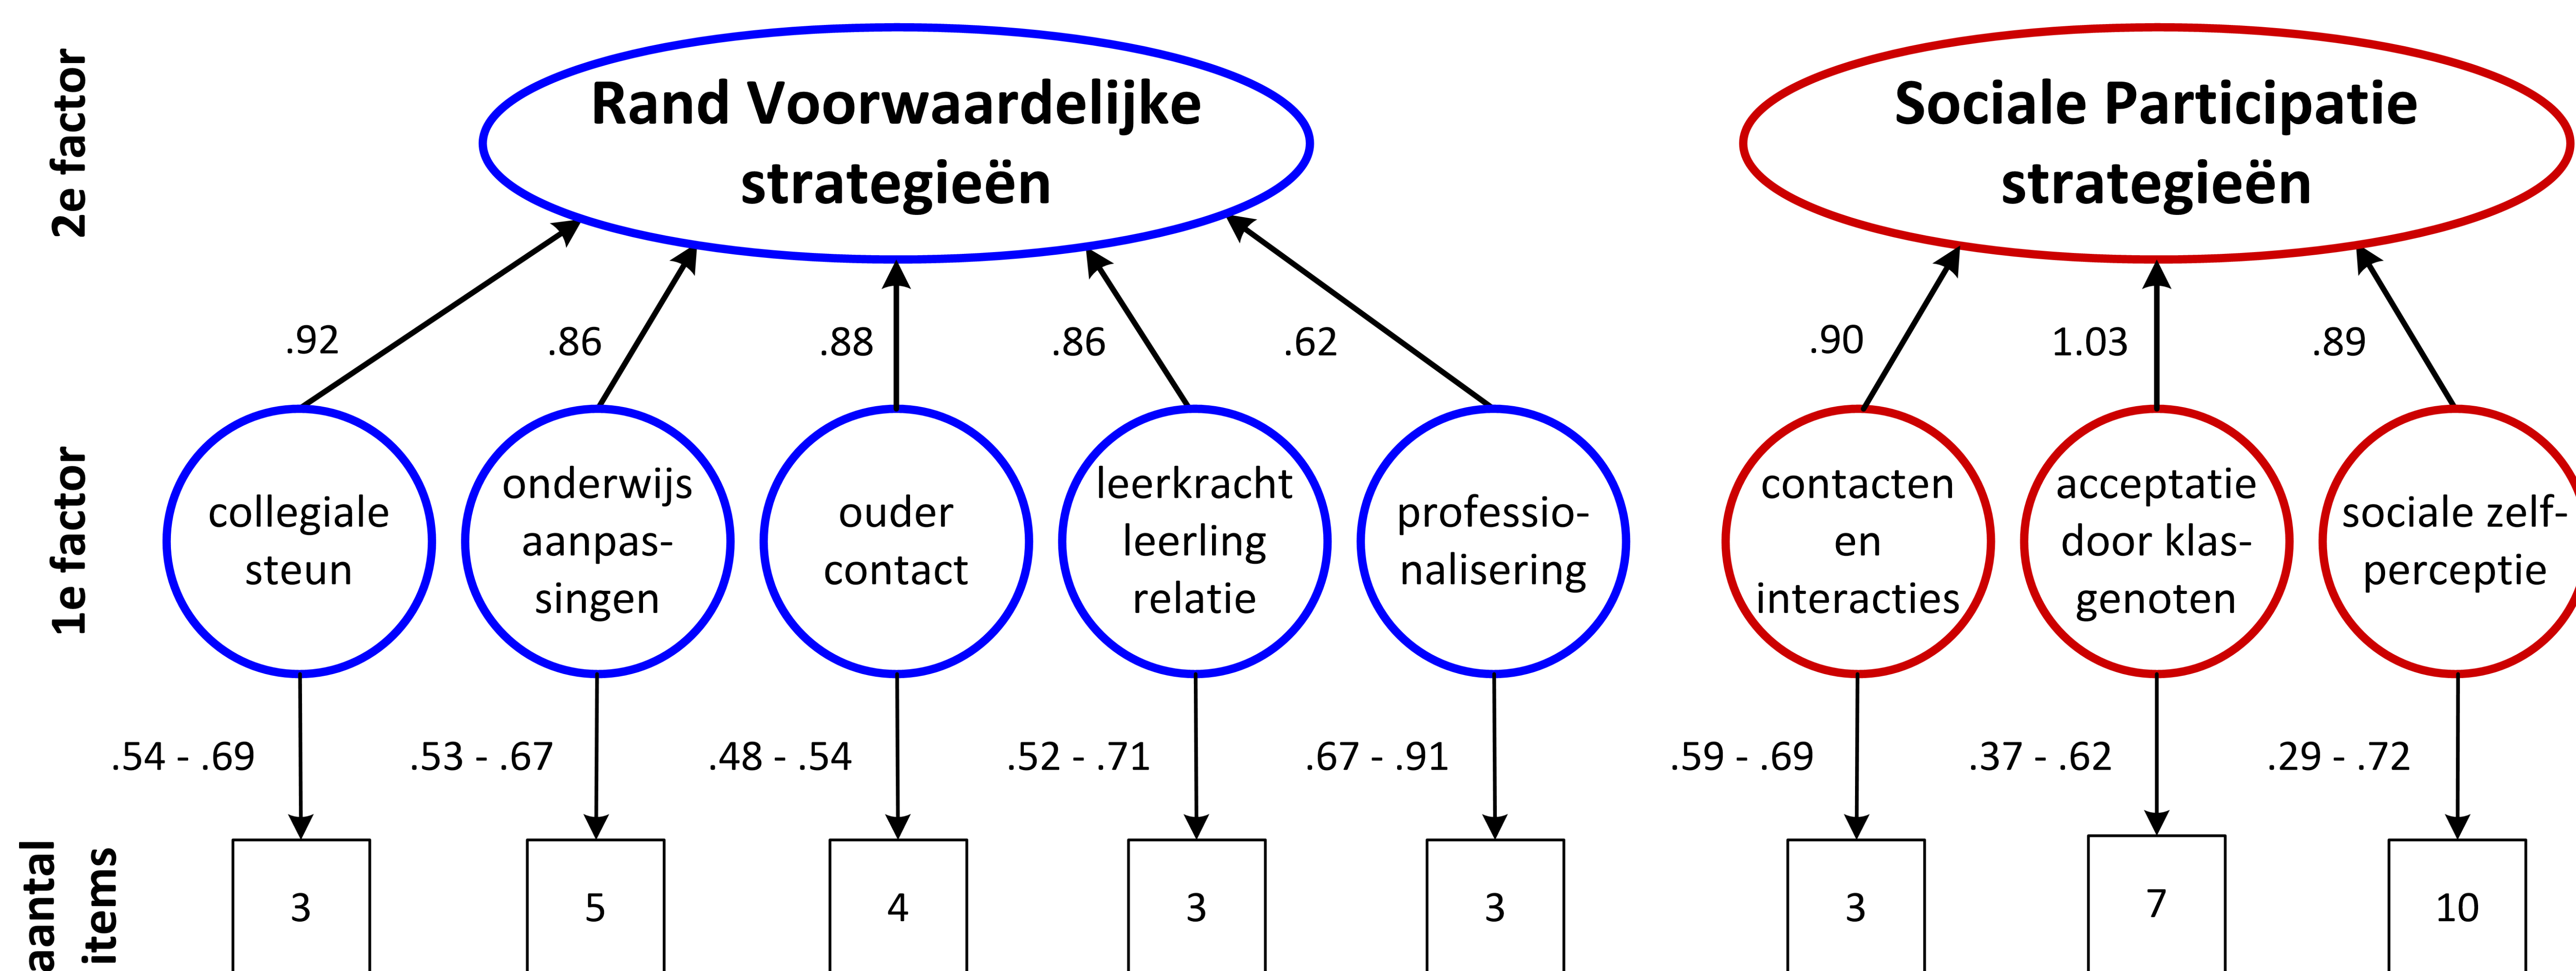 2e factor
Rand Voorwaardelijke
strategieën
Sociale Participatie
strategieën
.92
.86
.88
.86
.62
.90
1.03
.89
1e factor
collegiale
steun
onderwijs
aanpas-
singen
ouder
contact
leerkracht
leerling
relatie
professio-
nalisering
contacten
en
interacties
acceptatie
door klas-
genoten
sociale zelf-
perceptie
.54 - .69
.53 - .67
.48 - .54
.52 - .71
.67 - .91
.59 - .69
.37 - .62
.29 - .72
aantal
items
3
5
4
3
3
3
7
10